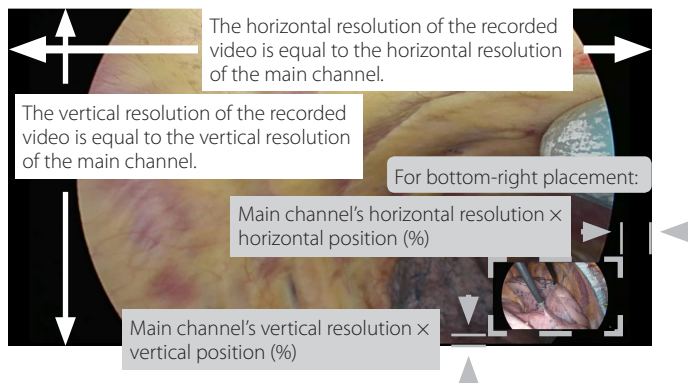 The horizontal resolution of the recorded
video is equal to the horizontal resolution
of the main channel.
The vertical resolution of the recorded
video is equal to the vertical resolution
of the main channel.
For bottom-right placement:
Main channel’s horizontal resolution ×
horizontal position (%)
Main channel’s vertical resolution ×
vertical position (%)